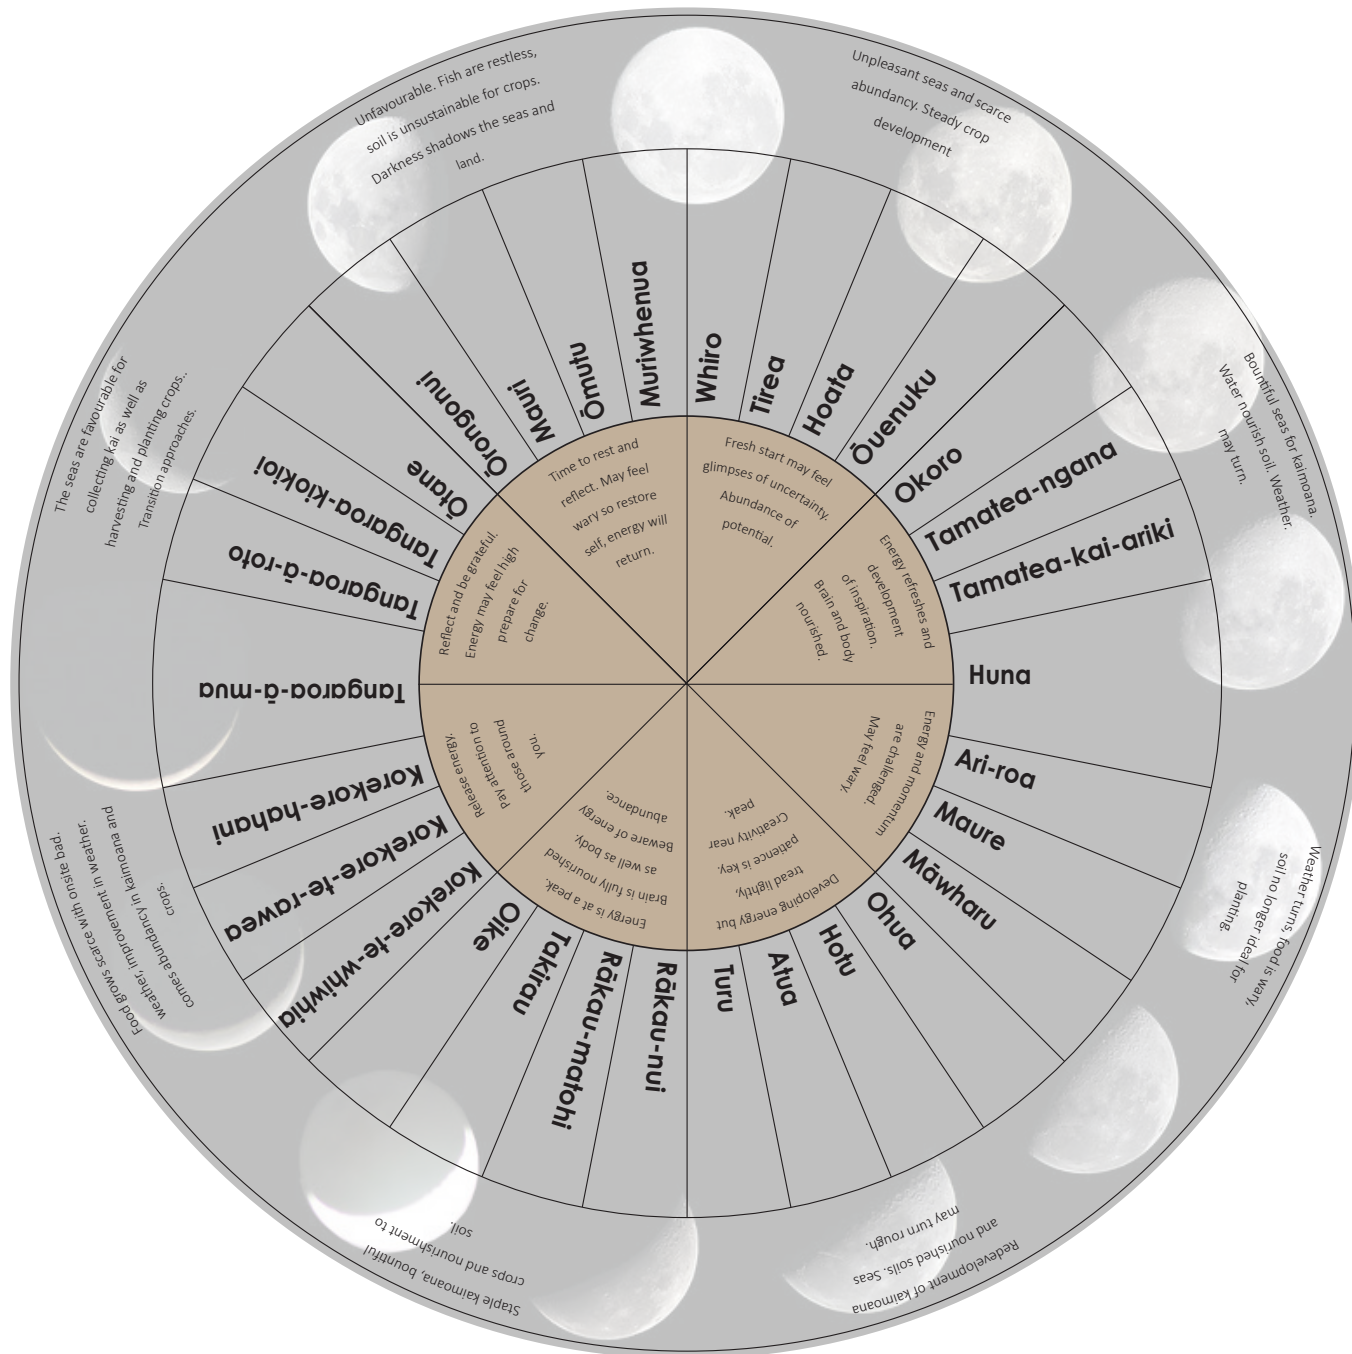 Unpleasant seas and scarce
abundancy. Steady crop
development
Bountiful seas for kaimoana.
Water nourish soil. Weather.
may turn.
Weather turns, food is wary,
soil no longer ideal for
planting.
Redevelopment of kaimoana
and nourished soils. Seas
may turn rough.
Staple kaimoana, bountiful
crops and nourishment to
soil.
Food grows scarce with onsite bad.
weather, improvement in weather.
comes abundancy in kaimoana and
crops.
The seas are favourable for
collecting kai as well as
harvesting and planting crops..
Transition approaches.
Unfavourable. Fish are restless,
soil is unsustainable for crops.
Darkness shadows the seas and
land.
Whiro
Tirea
Hoata
Ōuenuku
Okoro
Tamatea-ngana
Tamatea-kai-ariki
Huna
Ari-roa
Maure
Māwharu
Ohua
Hotu
Atua
Turu
Rākau-nui
Rākau-matohi
Takirau
Oike
Korekore-te-whiwhia
Korekore-te-rawea
Korekore-hahani
Tangaroa-ā-mua
Tangaroa-ā-roto
Tangaroa-kiokioi
Ōtane
Ōrongonui
Mauri
Ōmutu
Muriwhenua
Fresh start may feel
glimpses of uncertainty.
Abundance of
potential.
Energy refreshes and
development
of inspiration.
Brain and body
nourished.
Energy and momentum
are challenged.
May feel wary.
Developing energy but
tread lightly,
patience is key.
Creativity near
peak.
Energy is at a peak.
Brain is fully nourished
as well as body.
Beware of energy
abundance.
Release energy.
Pay attention to
those around
you.
Reflect and be grateful.
Energy may feel high
prepare for
change.
Time to rest and
reflect. May feel
wary so restore
self, energy will
return.